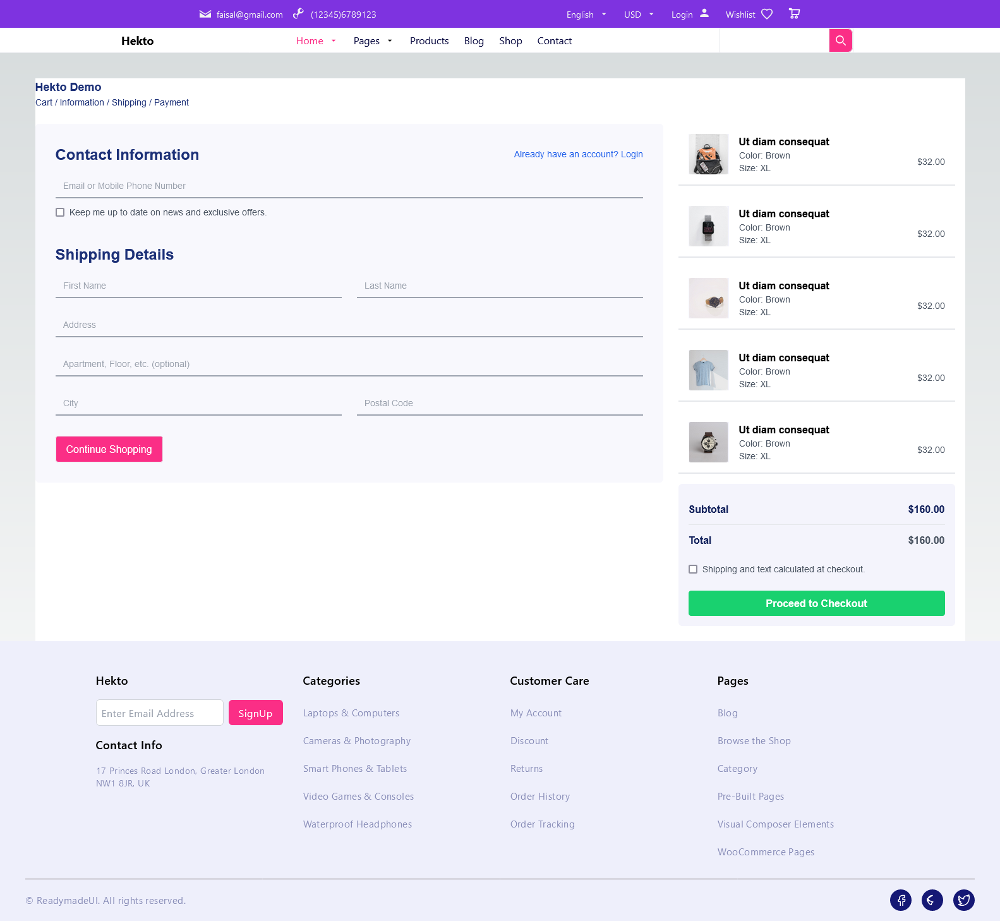 faisal@gmail.com (12345)6789123 English USD Login Wishlist
Hekto Home Pages Products Blog Shop Contact
Hekto Demo
Cart / Information / Shipping / Payment
Contact Information
Already have an account? Login
Email or Mobile Phone Number
Keep me up to date on news and exclusive offers.
Shipping Details
First Name Last Name
Address
Apartment, Floor, etc. (optional)
City Postal Code
Continue Shopping
Ut diam consequat
Color: Brown
Size: XL
$32.00
Ut diam consequat
Color: Brown
Size: XL
$32.00
Ut diam consequat
Color: Brown
Size: XL
$32.00
Ut diam consequat
Color: Brown
Size: XL
$32.00
Ut diam consequat
Color: Brown
Size: XL
$32.00
Subtotal $160.00
Total $160.00
Shipping and text calculated at checkout.
Proceed to Checkout
Hekto
Enter Email Address SignUp
Contact Info
17 Princes Road London, Greater London
NW1 8JR, UK
Categories
Laptops & Computers
Cameras & Photography
Smart Phones & Tablets
Video Games & Consoles
Waterproof Headphones
Customer Care
My Account
Discount
Returns
Order History
Order Tracking
Pages
Blog
Browse the Shop
Category
Pre-Built Pages
Visual Composer Elements
WooCommerce Pages
© ReadymadeUI. All rights reserved.